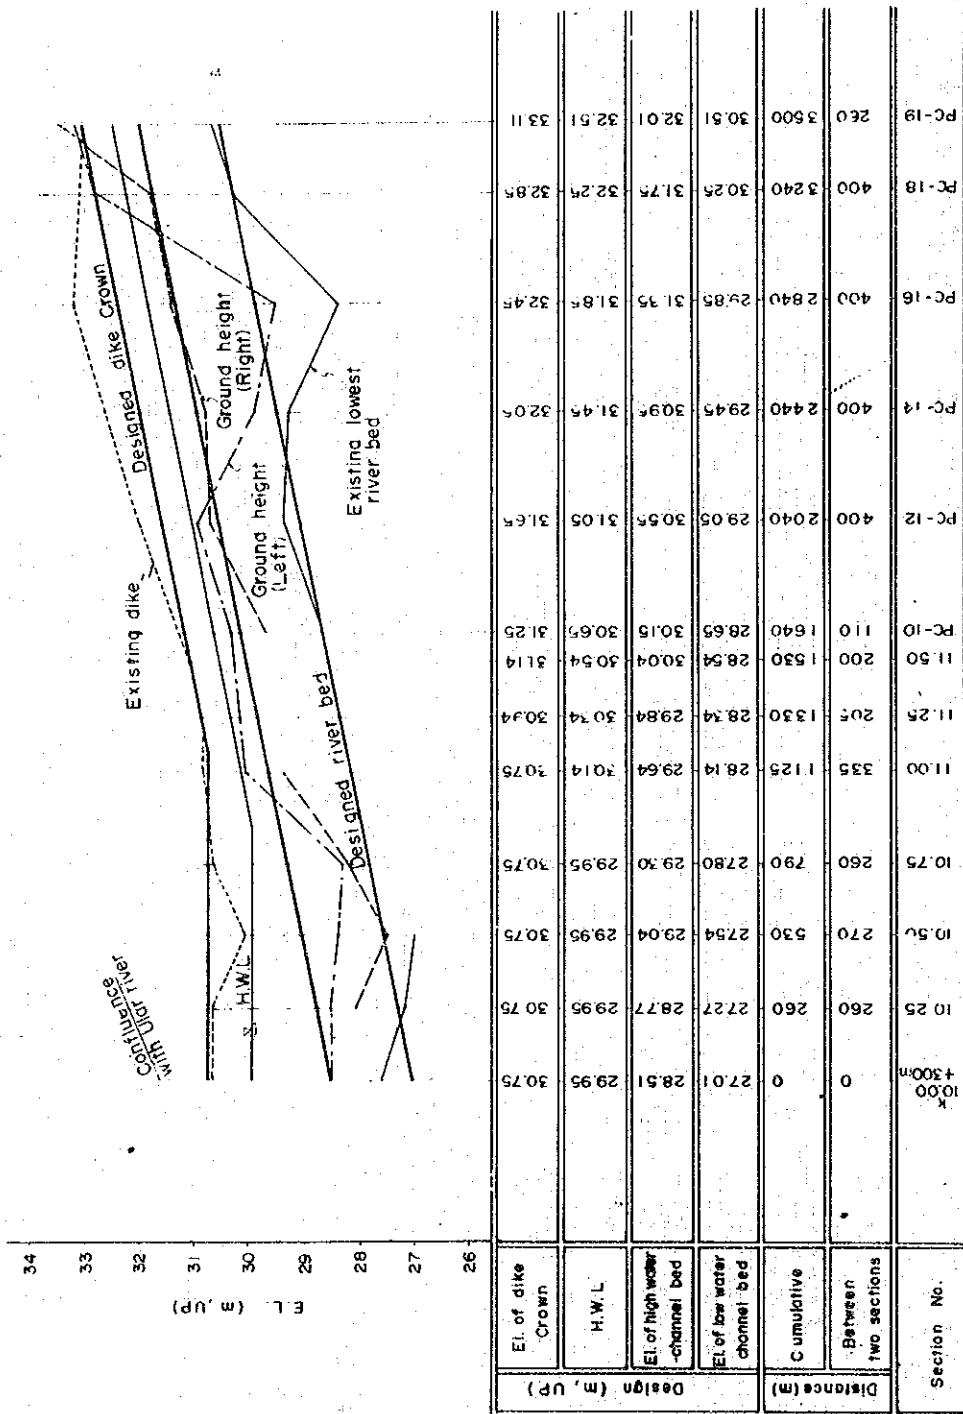 34
33
32
31
30
29
28
27
26
E.L. (m, UP)
Confluence
with Ular river
H.W.L
Existing dike
Designed dike Crown
Ground height
(Right)
Ground height
(Left)
Existing lowest
river bed
Designed river bed
Design (m, UP)
El. of dike
Crown
30.75
30.75
30.75
30.75
30.75
30.94
31.14
31.25
31.65
32.05
32.45
32.85
33.11
H.W.L
29.95
29.95
29.95
29.95
30.14
30.34
30.54
30.65
31.05
31.45
31.85
32.25
32.51
El. of high water
-channel bed
28.51
28.77
29.04
29.30
29.64
29.84
30.04
30.15
30.55
30.95
31.35
31.75
32.01
El. of low water
channel bed
27.01
27.27
27.54
27.80
28.14
28.34
28.54
28.65
29.05
29.45
29.85
30.25
30.51
Distance (m)
Cumulative
0
260
530
790
1125
1330
1530
1640
2040
2440
2840
3240
3500
Between
two sections
0
260
270
260
335
205
200
110
400
400
400
400
260
Section No.
K
10.00
+300m
10.25
10.50
10.75
11.00
11.25
11.50
PC-10
PC-12
PC-14
PC-16
PC-18
PC-19